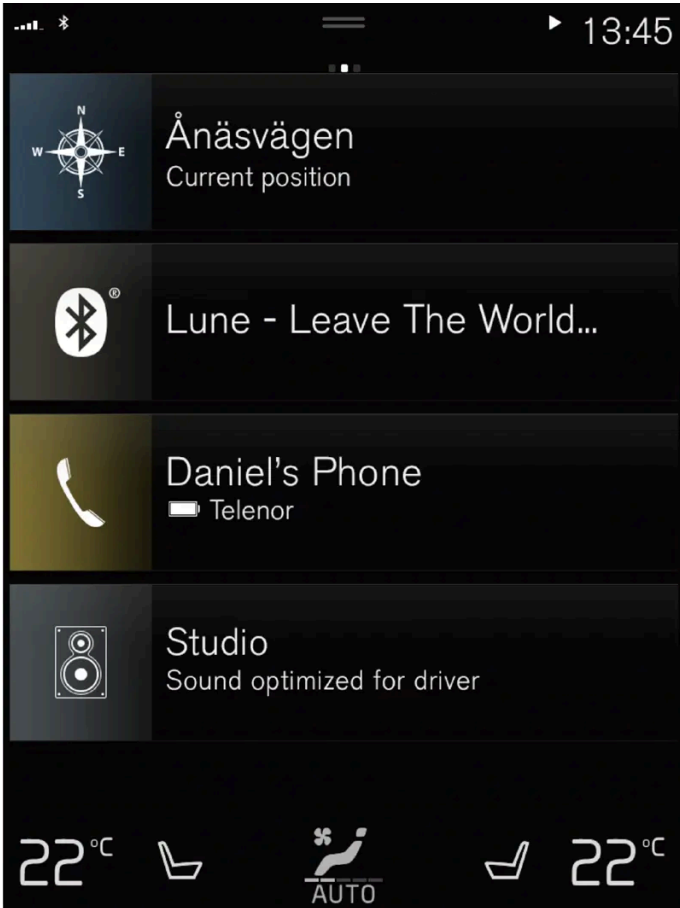 13:45
N
W E
S
Ånäsvägen
Current position
®
Lune - Leave The World...
Daniel's Phone
Telenor
Studio
Sound optimized for driver
22°C
AUTO
22°C